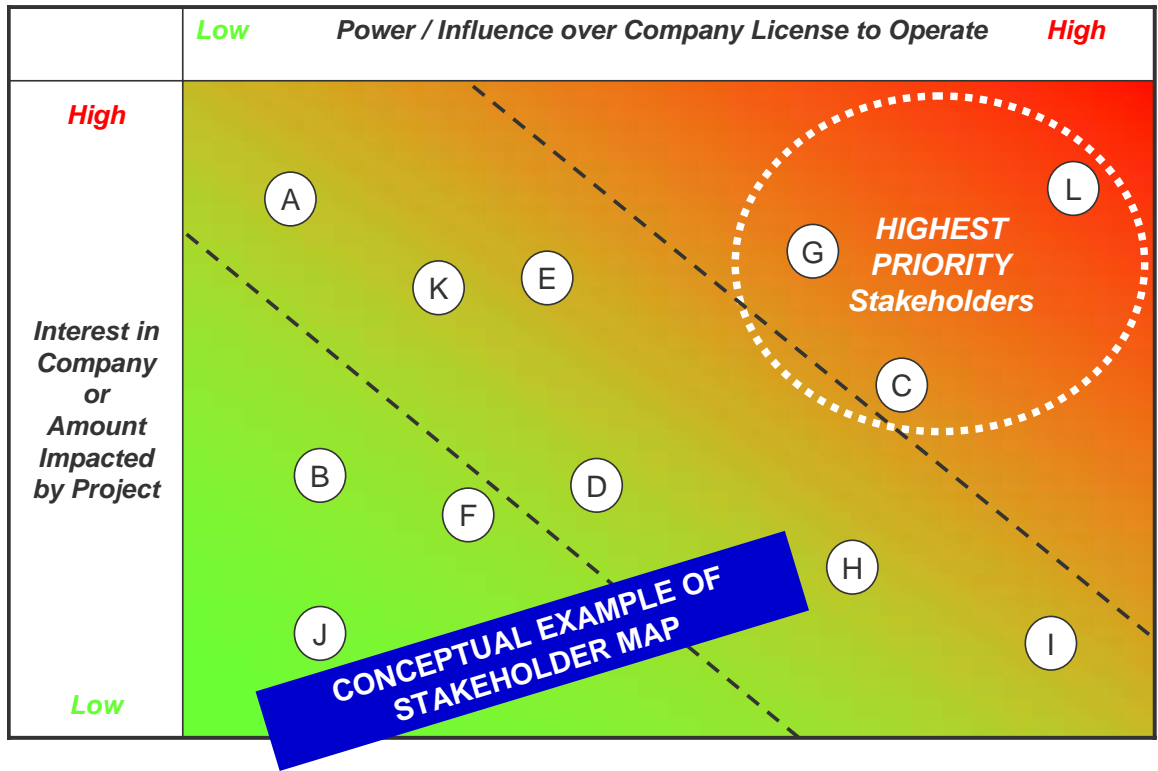 Low Power / Influence over Company License to Operate High
High
A
L
G
HIGHEST
PRIORITY
Stakeholders
K
E
Interest in
Company
or
Amount
Impacted
by Project
C
B
D
F
H
J
I
CONCEPTUAL EXAMPLE OF
STAKEHOLDER MAP
Low